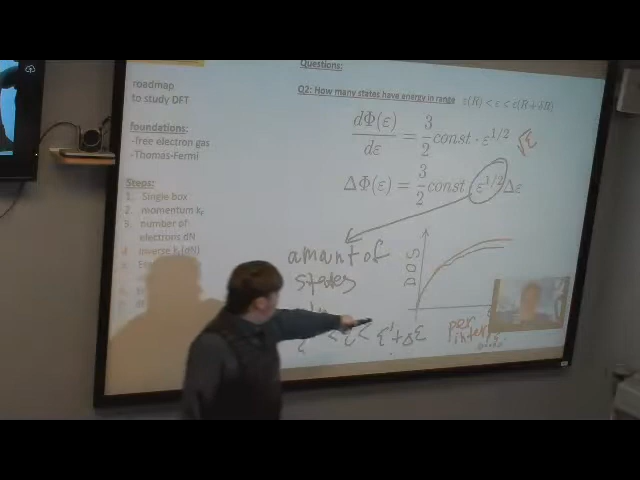 roadmap
to study DFT
foundations:
-free electron gas
-Thomas-Fermi
Steps:
1. Single box
2. momentum k_F
3. number of
electrons dN
Questions:
Q2: How many states have energy in range ε(R) < ε < ε(R + δR)
dΦ(ε)/dε = 3/2 const · ε^{1/2}
ΔΦ(ε) = 3/2 const ε^{1/2} Δε
amant of
states
DOS
ε'+Δε
per